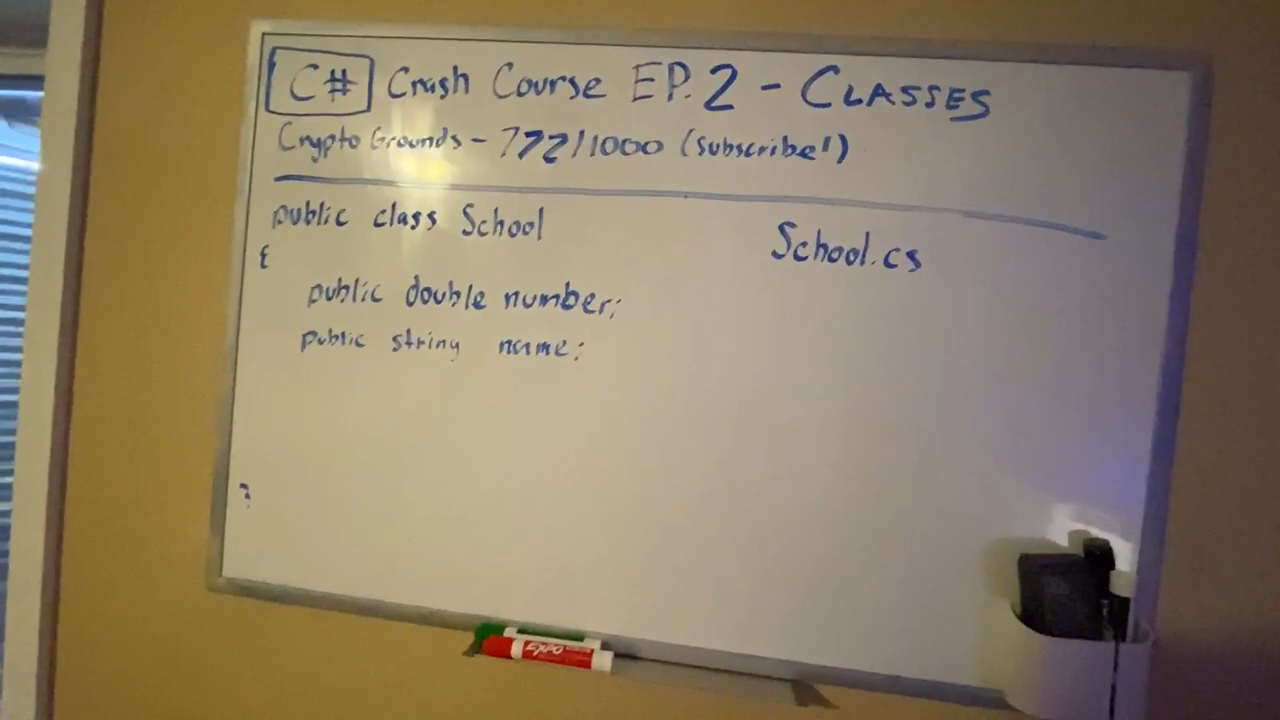 C# Crash Course EP. 2 - CLASSES
Crypto Grounds - 772/1000 (Subscribe!)
public class School
{
School.cs
public double number;
public string name;
}
EXPO